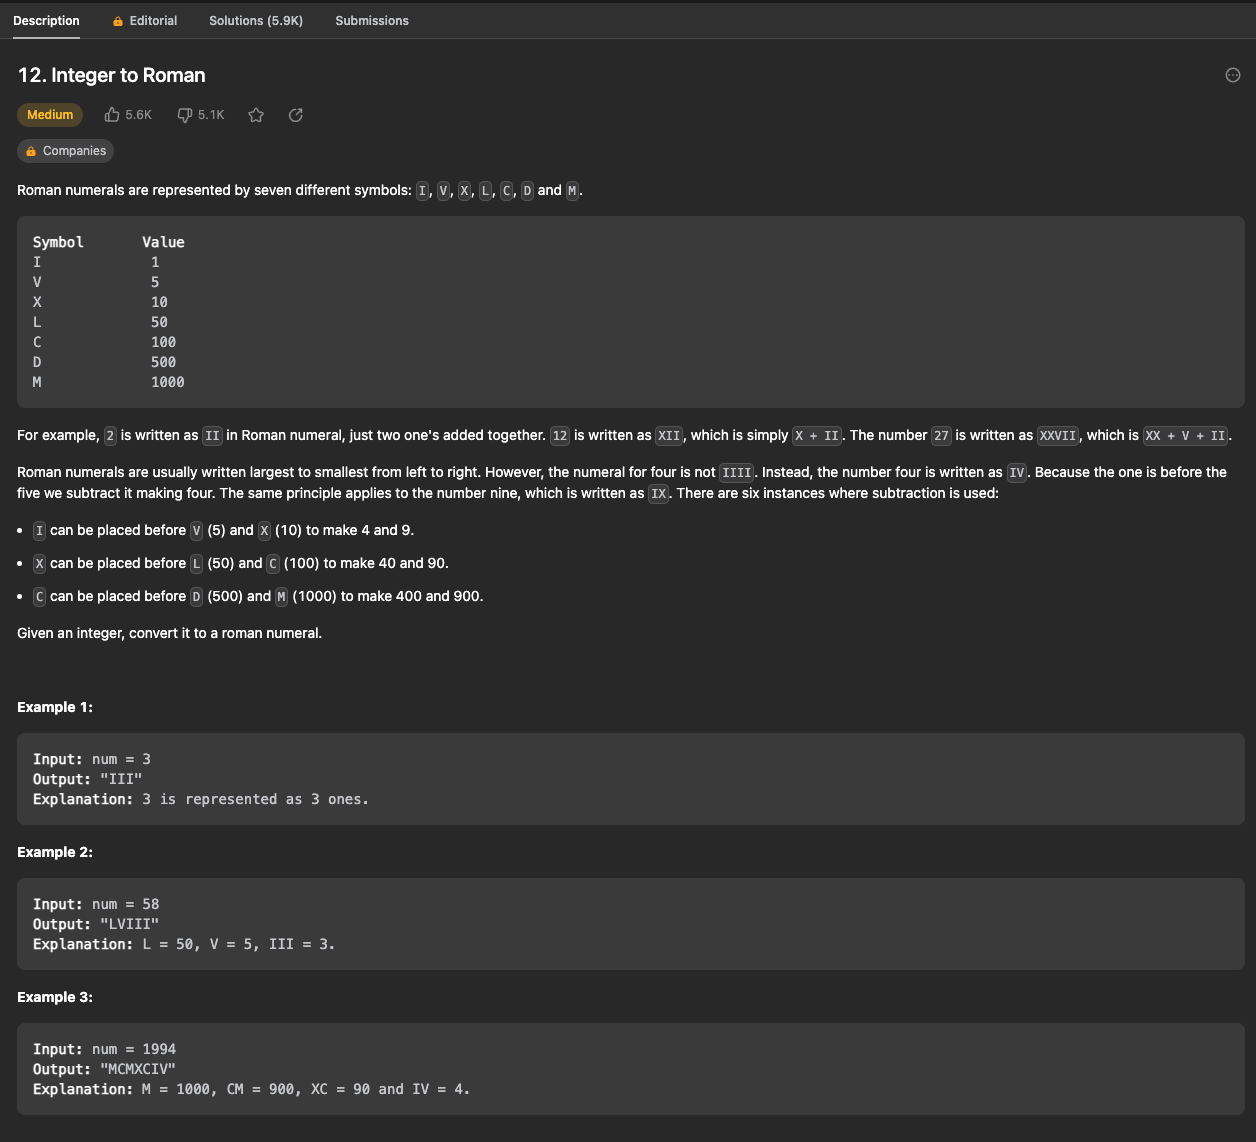 Description Editorial Solutions (5.9K) Submissions
12. Integer to Roman
Medium 5.6K 5.1K
Companies
Roman numerals are represented by seven different symbols: I, V, X, L, C, D and M.
Symbol Value
I 1
V 5
X 10
L 50
C 100
D 500
M 1000
For example, 2 is written as II in Roman numeral, just two one's added together. 12 is written as XII, which is simply X + II. The number 27 is written as XXVII, which is XX + V + II.
Roman numerals are usually written largest to smallest from left to right. However, the numeral for four is not IIII. Instead, the number four is written as IV. Because the one is before the
five we subtract it making four. The same principle applies to the number nine, which is written as IX. There are six instances where subtraction is used:
• I can be placed before V (5) and X (10) to make 4 and 9.
• X can be placed before L (50) and C (100) to make 40 and 90.
• C can be placed before D (500) and M (1000) to make 400 and 900.
Given an integer, convert it to a roman numeral.
Example 1:
Input: num = 3
Output: "III"
Explanation: 3 is represented as 3 ones.
Example 2:
Input: num = 58
Output: "LVIII"
Explanation: L = 50, V = 5, III = 3.
Example 3:
Input: num = 1994
Output: "MCMXCIV"
Explanation: M = 1000, CM = 900, XC = 90 and IV = 4.